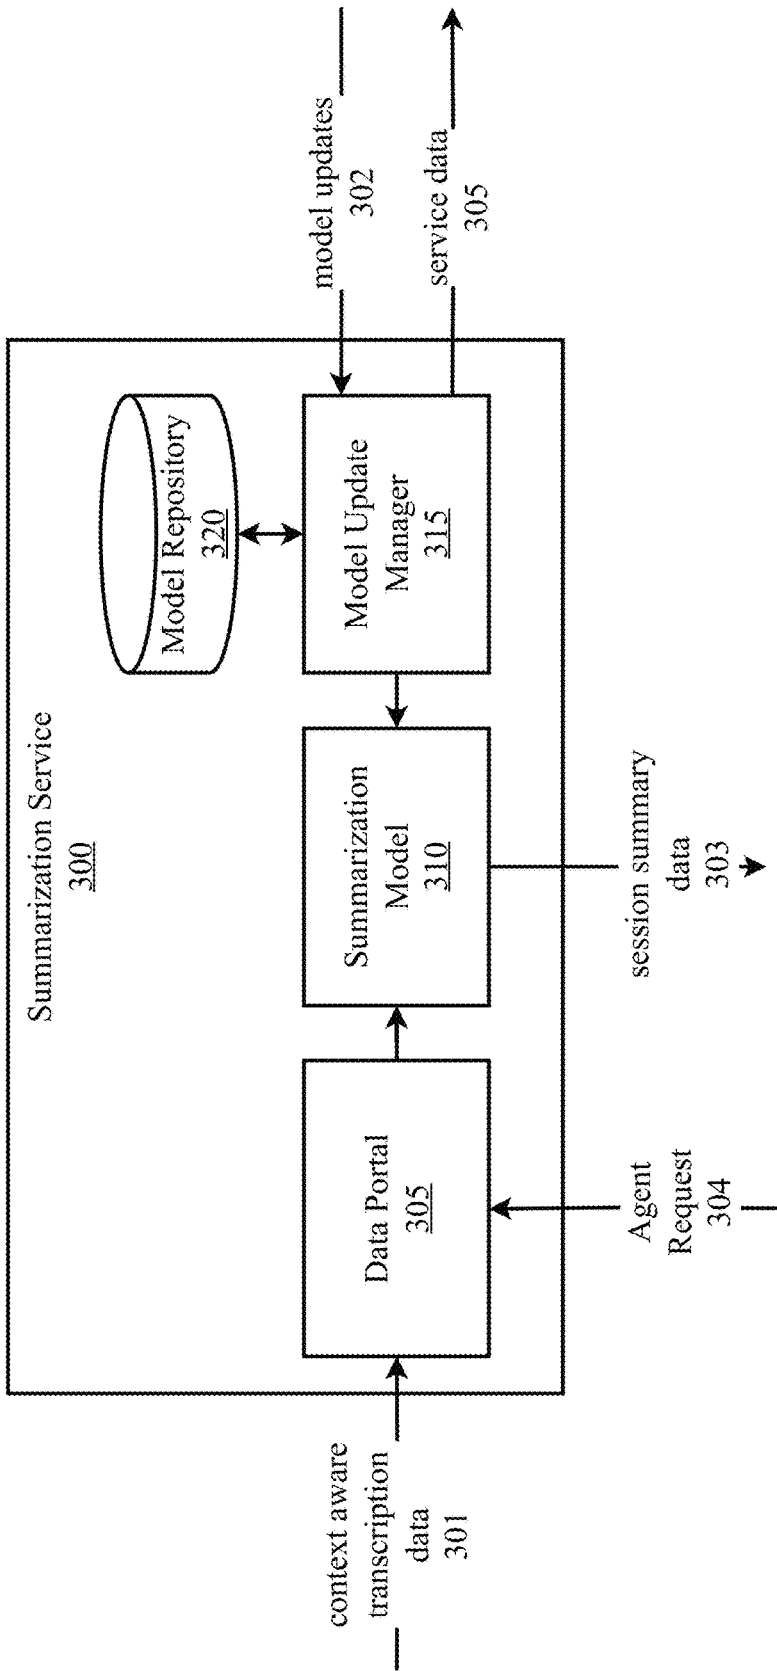 Summarization Service
300
Model Repository
320
context aware
transcription
data
301
Data Portal
305
Summarization
Model
310
Model Update
Manager
315
model updates
302
service data
305
Agent
Request
304
session summary
data
303